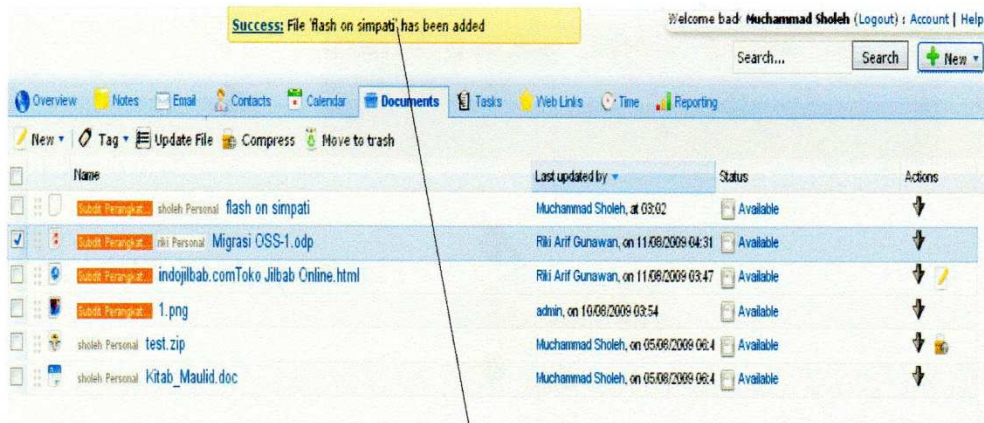 Success: File 'flash on simpati' has been added
Welcome back Muchammad Sholeh (Logout) : Account | Help
Search... Search New
Overview Notes Email Contacts Calendar Documents Tasks Web Links Time Reporting
New Tag Update File Compress Move to trash
Name Last updated by Status Actions
Subdit Perangkat... sholeh Personal flash on simpati Muchammad Sholeh, at 03:02 Available
Subdit Perangkat... riki Personal Migrasi OSS-1.odp Riki Arif Gunawan, on 11/08/2009 04:31 Available
Subdit Perangkat... indojilbab.comToko Jilbab Online.html Riki Arif Gunawan, on 11/08/2009 03:47 Available
Subdit Perangkat... 1.png admin, on 10/08/2009 03:54 Available
sholeh Personal test.zip Muchammad Sholeh, on 05/08/2009 06:4 Available
sholeh Personal Kitab_Maulid.doc Muchammad Sholeh, on 05/08/2009 06:4 Available